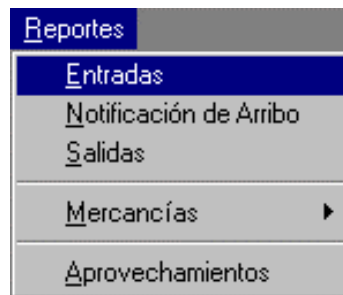 Reportes
Entradas
Notificación de Arribo
Salidas
Mercancías
Aprovechamientos